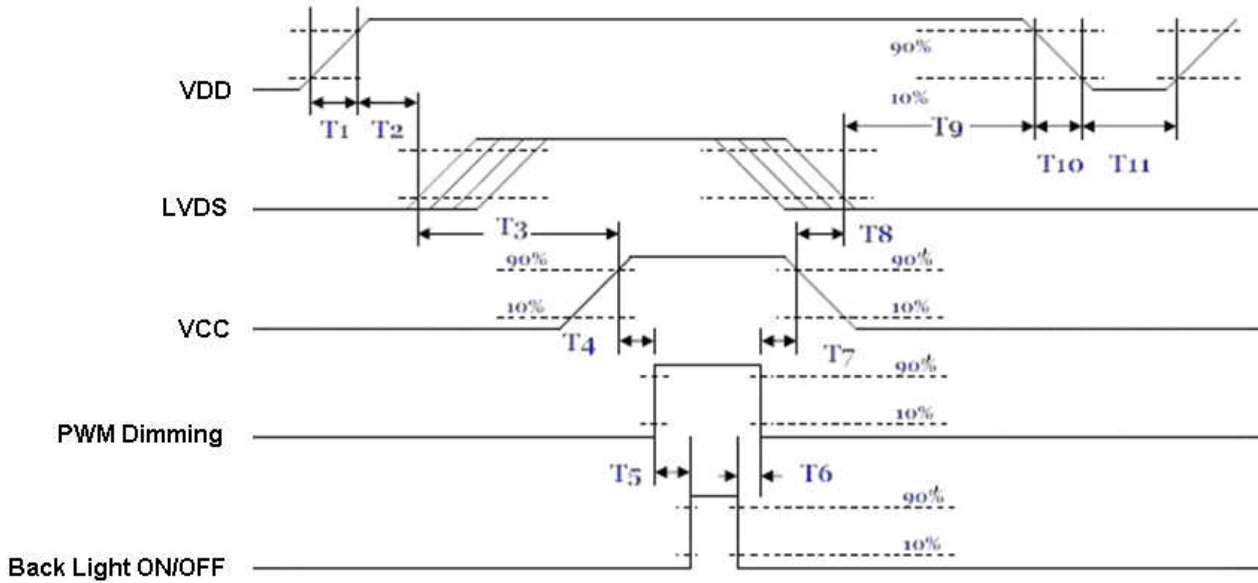 90%
VDD
10%
T1 T2 T9
T10 T11
LVDS
T3 T8
90% 90%
10% 10%
VCC
T4 T7
90%
10%
PWM Dimming
T5 T6
90%
10%
Back Light ON/OFF